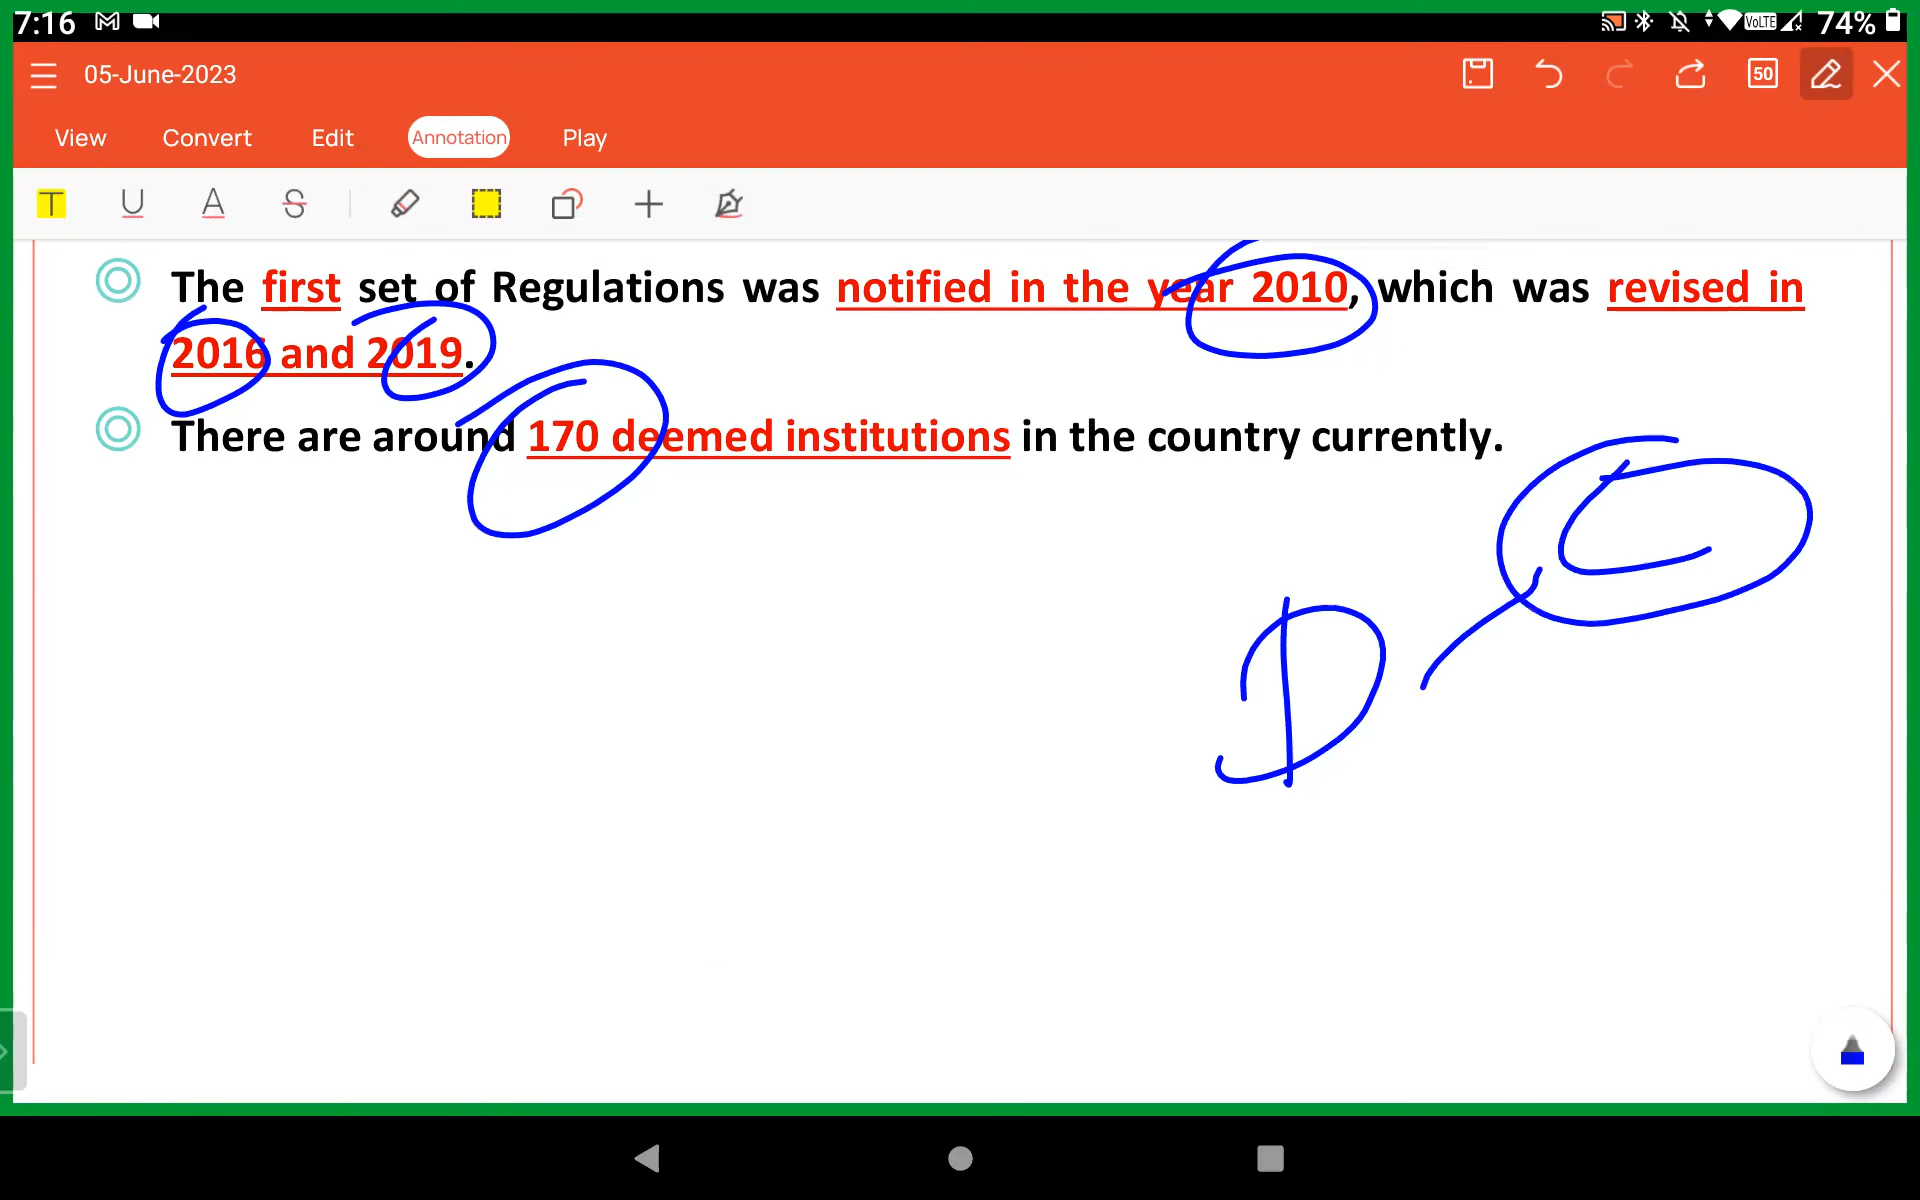 7:16 VoLTE 74%
05-June-2023 50
View Convert Edit Annotation Play
T U A S
The first set of Regulations was notified in the year 2010, which was revised in
2016 and 2019.
There are around 170 deemed institutions in the country currently.
C
D